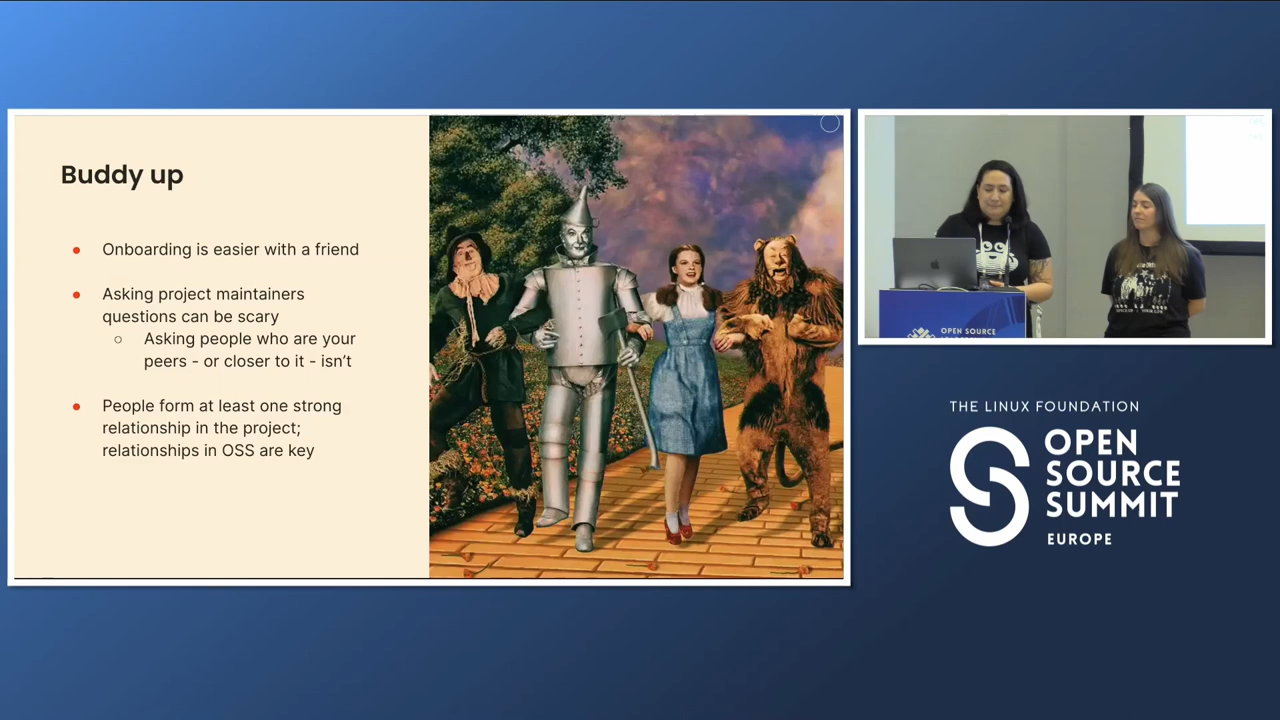 Buddy up
Onboarding is easier with a friend
Asking project maintainers
questions can be scary
Asking people who are your
peers - or closer to it - isn't
People form at least one strong
relationship in the project;
relationships in OSS are key
OPEN SOURCE
THE LINUX FOUNDATION
OPEN
SOURCE
SUMMIT
EUROPE